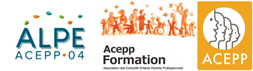 ALPE
ACEPP•04
Acepp
Formation
Association des Collectifs Enfants Parents Professionnels
ACEPP